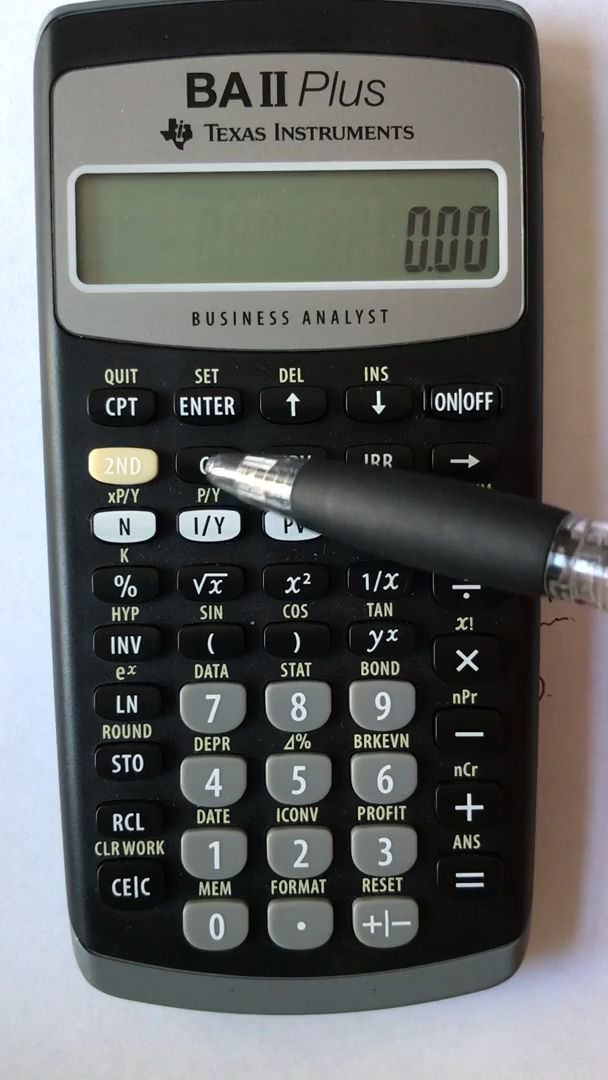 BA II Plus
TEXAS INSTRUMENTS
0.00
BUSINESS ANALYST
QUIT SET DEL INS
CPT ENTER ↑ ↓ ON|OFF
2ND IRR →
xP/Y P/Y
N I/Y PV
K
% √x x² 1/x ÷
HYP SIN COS TAN x!
INV ( ) yˣ ×
eˣ DATA STAT BOND nPr
LN 7 8 9 −
ROUND DEPR Δ% BRKEVN nCr
STO 4 5 6 +
DATE ICONV PROFIT ANS
RCL 1 2 3 =
CLR WORK MEM FORMAT RESET
CE|C 0 . +|−